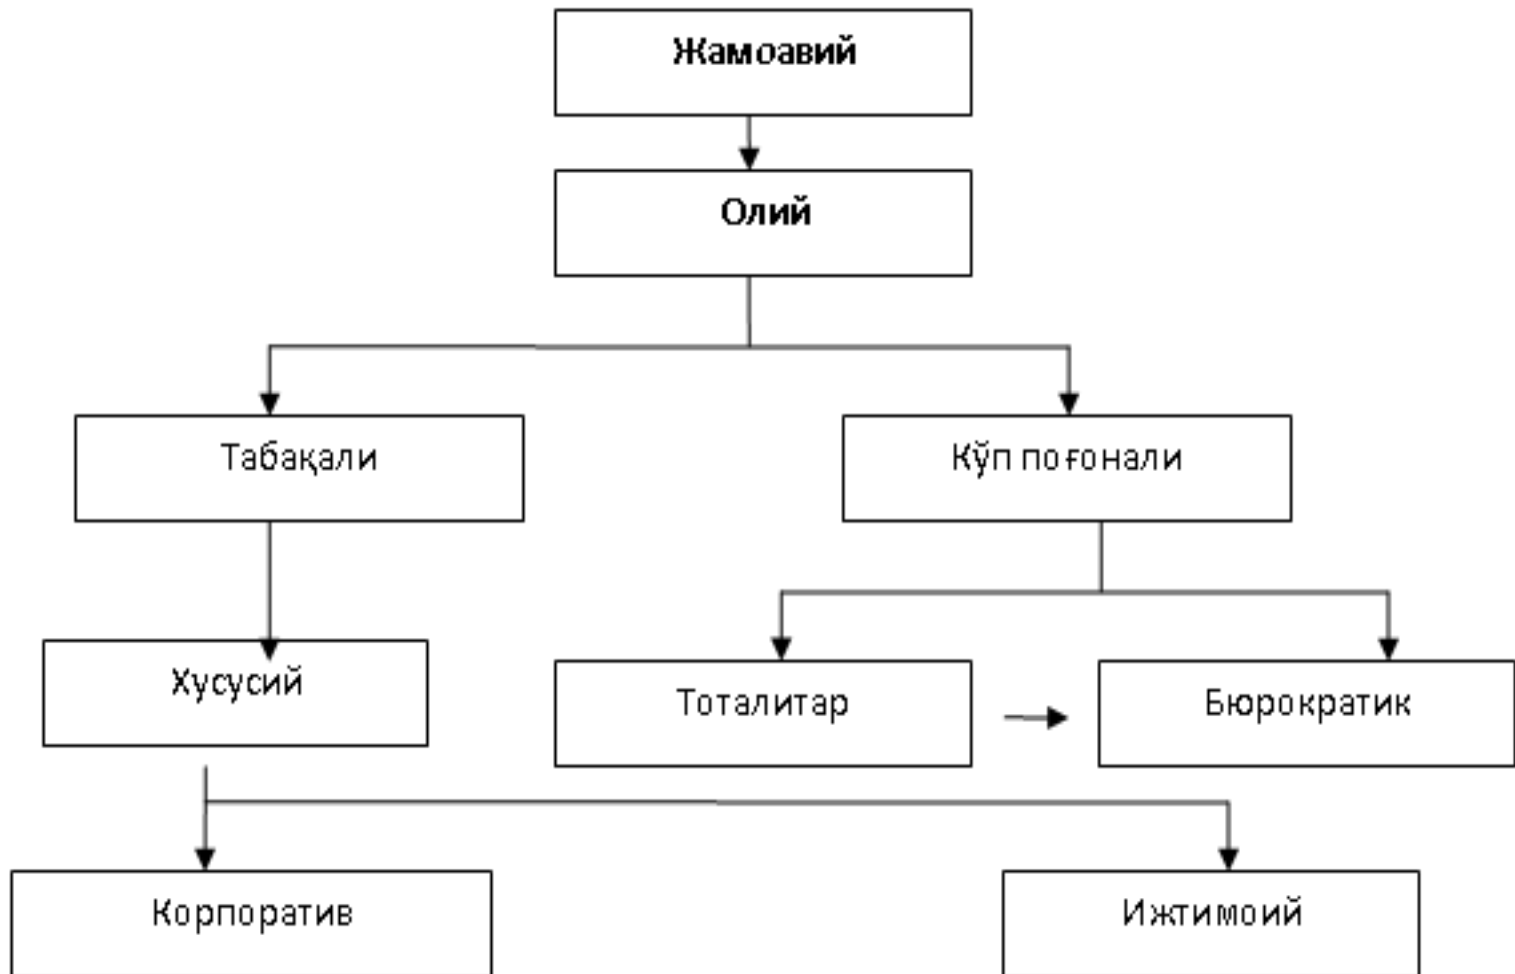 Жамоавий
Олий
Табақали
Кўп поғонали
Хусусий
Тоталитар
Бюрократик
Корпоратив
Ижтимоий